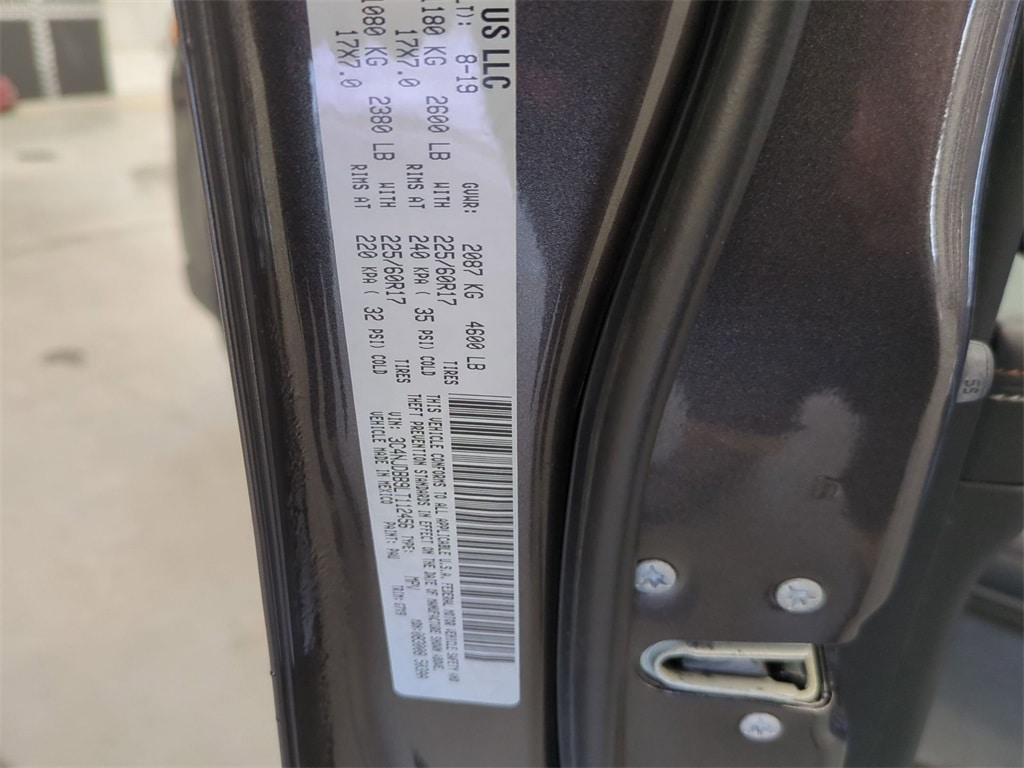 US LLC
LT): 8-19 GVWR: 2087 KG 4600 LB
1180 KG 2600 LB WITH 225/60R17 TIRES
17X7.0 RIMS AT 240 KPA ( 35 PSI) COLD
1080 KG 2380 LB WITH 225/60R17 TIRES
17X7.0 RIMS AT 220 KPA ( 32 PSI) COLD
THIS VEHICLE CONFORMS TO ALL APPLICABLE U.S.A. FEDERAL MOTOR VEHICLE SAFETY AND
THEFT PREVENTION STANDARDS IN EFFECT ON THE DATE OF MANUFACTURE SHOWN ABOVE.
VIN: TYPE: MPV
VEHICLE MADE IN MEXICO PAINT: PAU
55